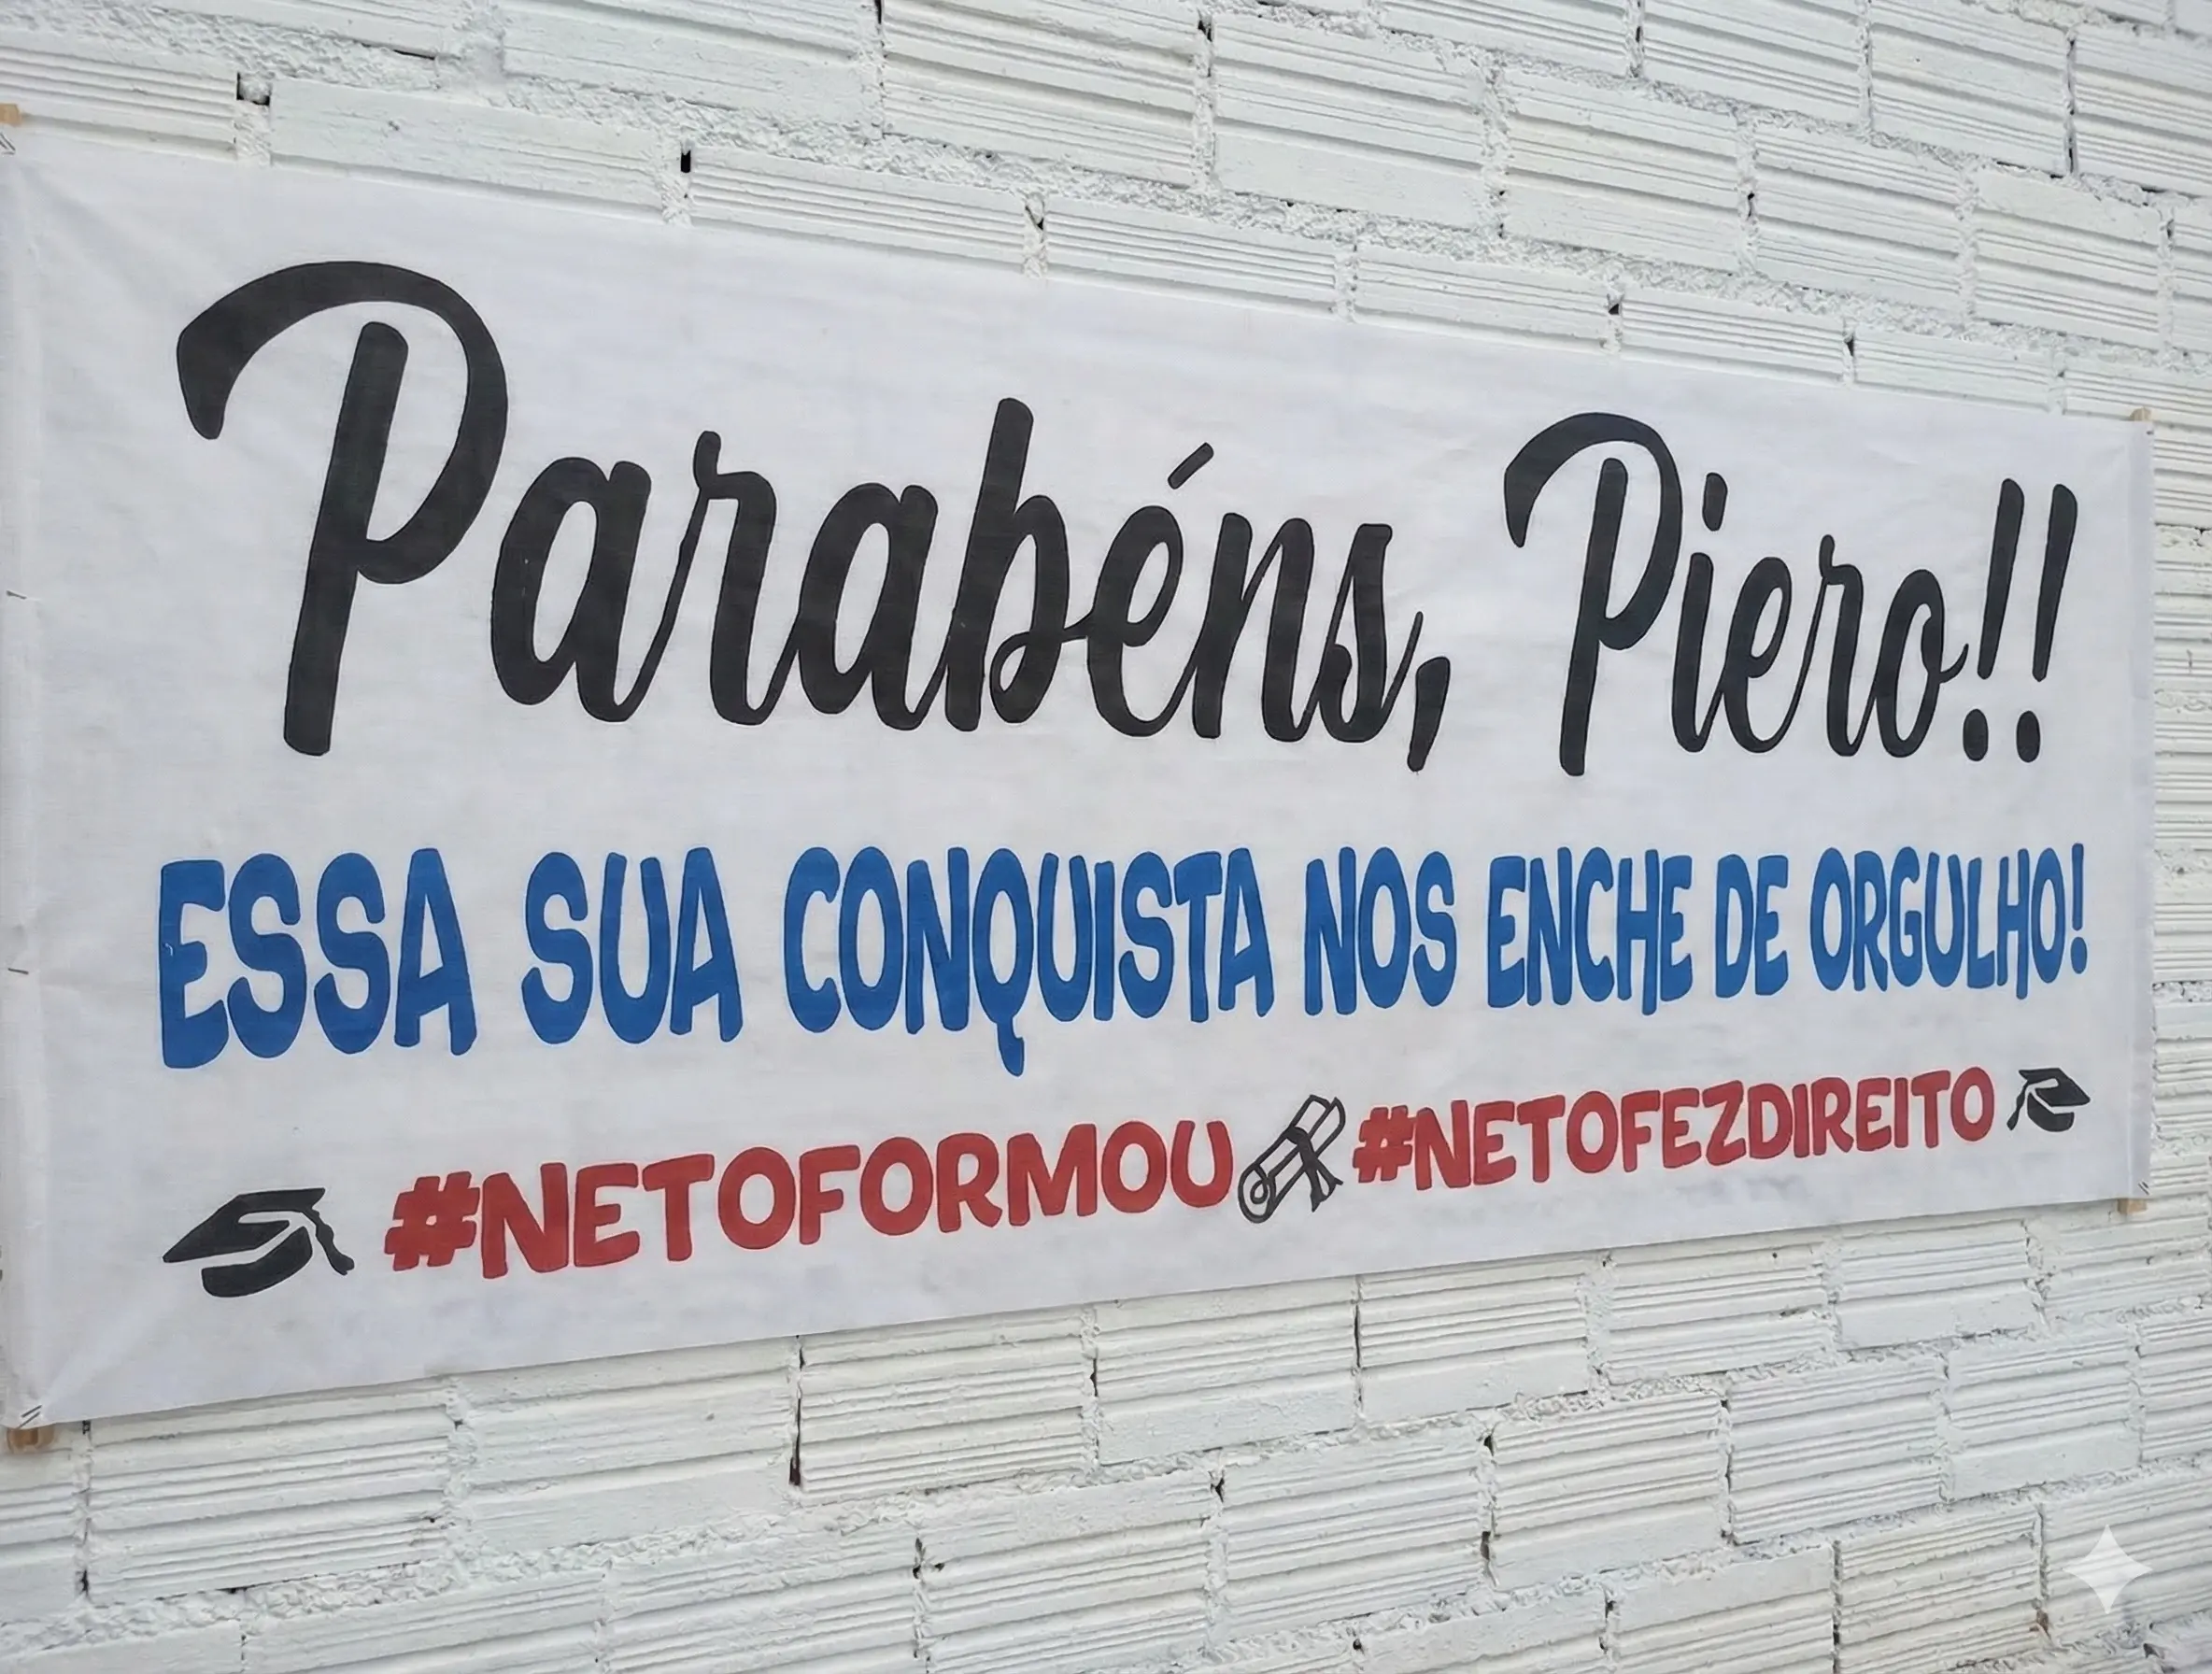 Parabéns, Piero!!
ESSA SUA CONQUISTA NOS ENCHE DE ORGULHO!
#NETOFORMOU #NETOFEZDIREITO